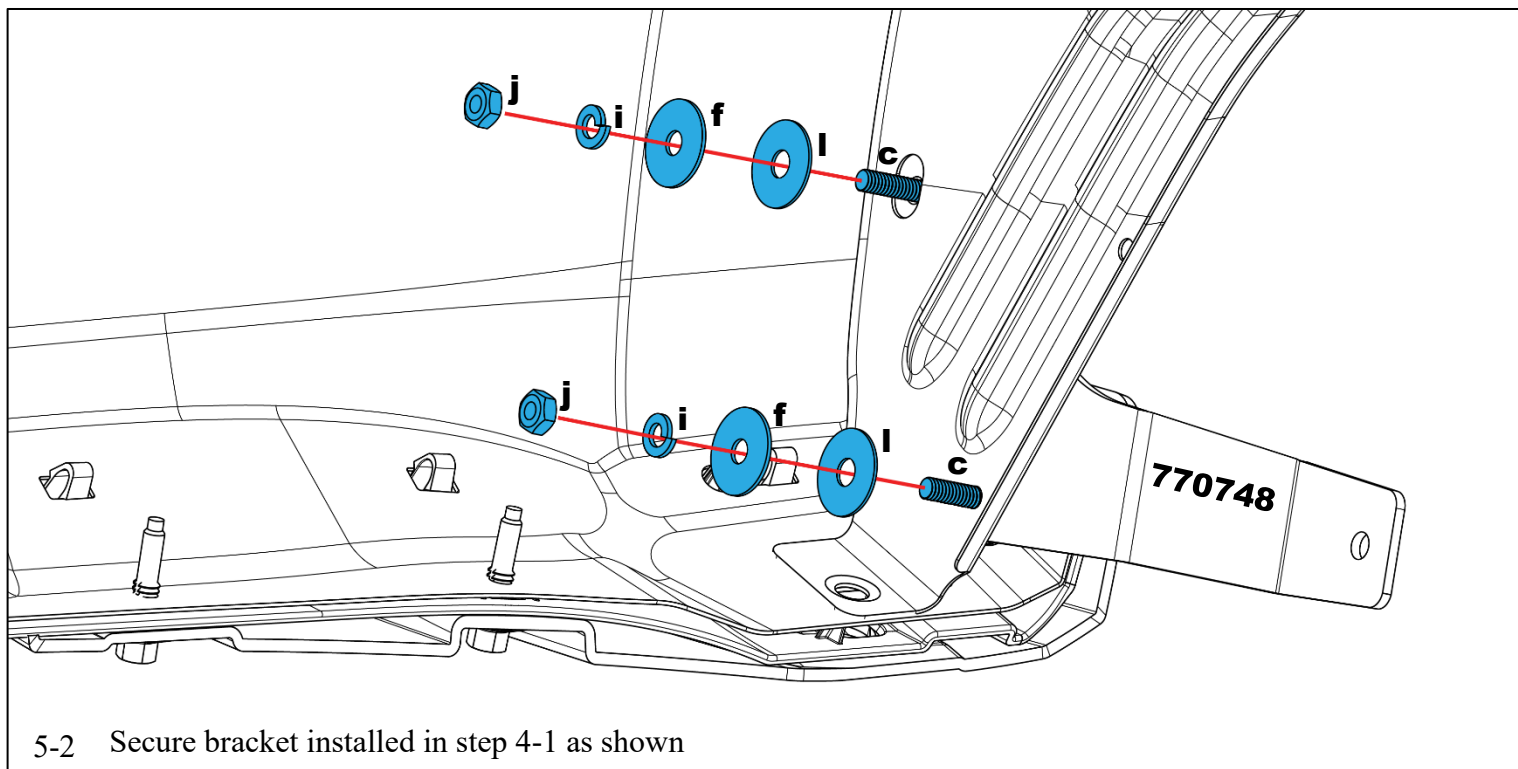 j
i
f
l
c
j
i
f
l
c
770748
5-2 Secure bracket installed in step 4-1 as shown